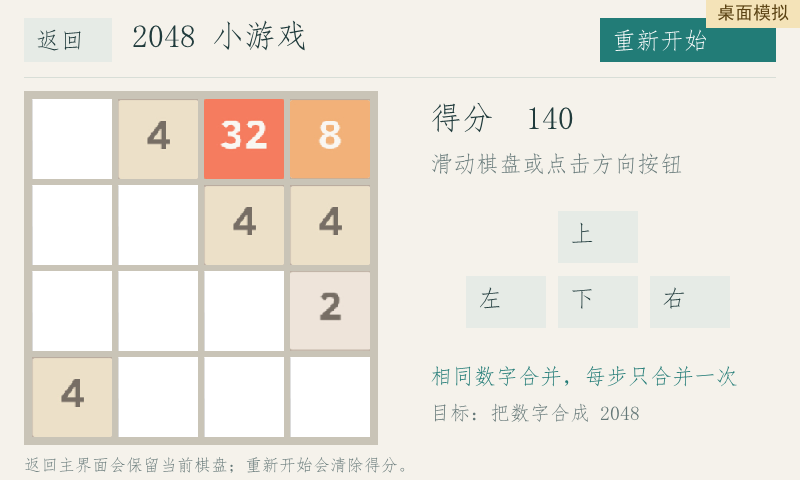 桌面模拟
返回
2048 小游戏
重新开始
4 32 8
4 4
2
4
得分 140
滑动棋盘或点击方向按钮
上
左 下 右
相同数字合并，每步只合并一次
目标：把数字合成 2048
返回主界面会保留当前棋盘；重新开始会清除得分。